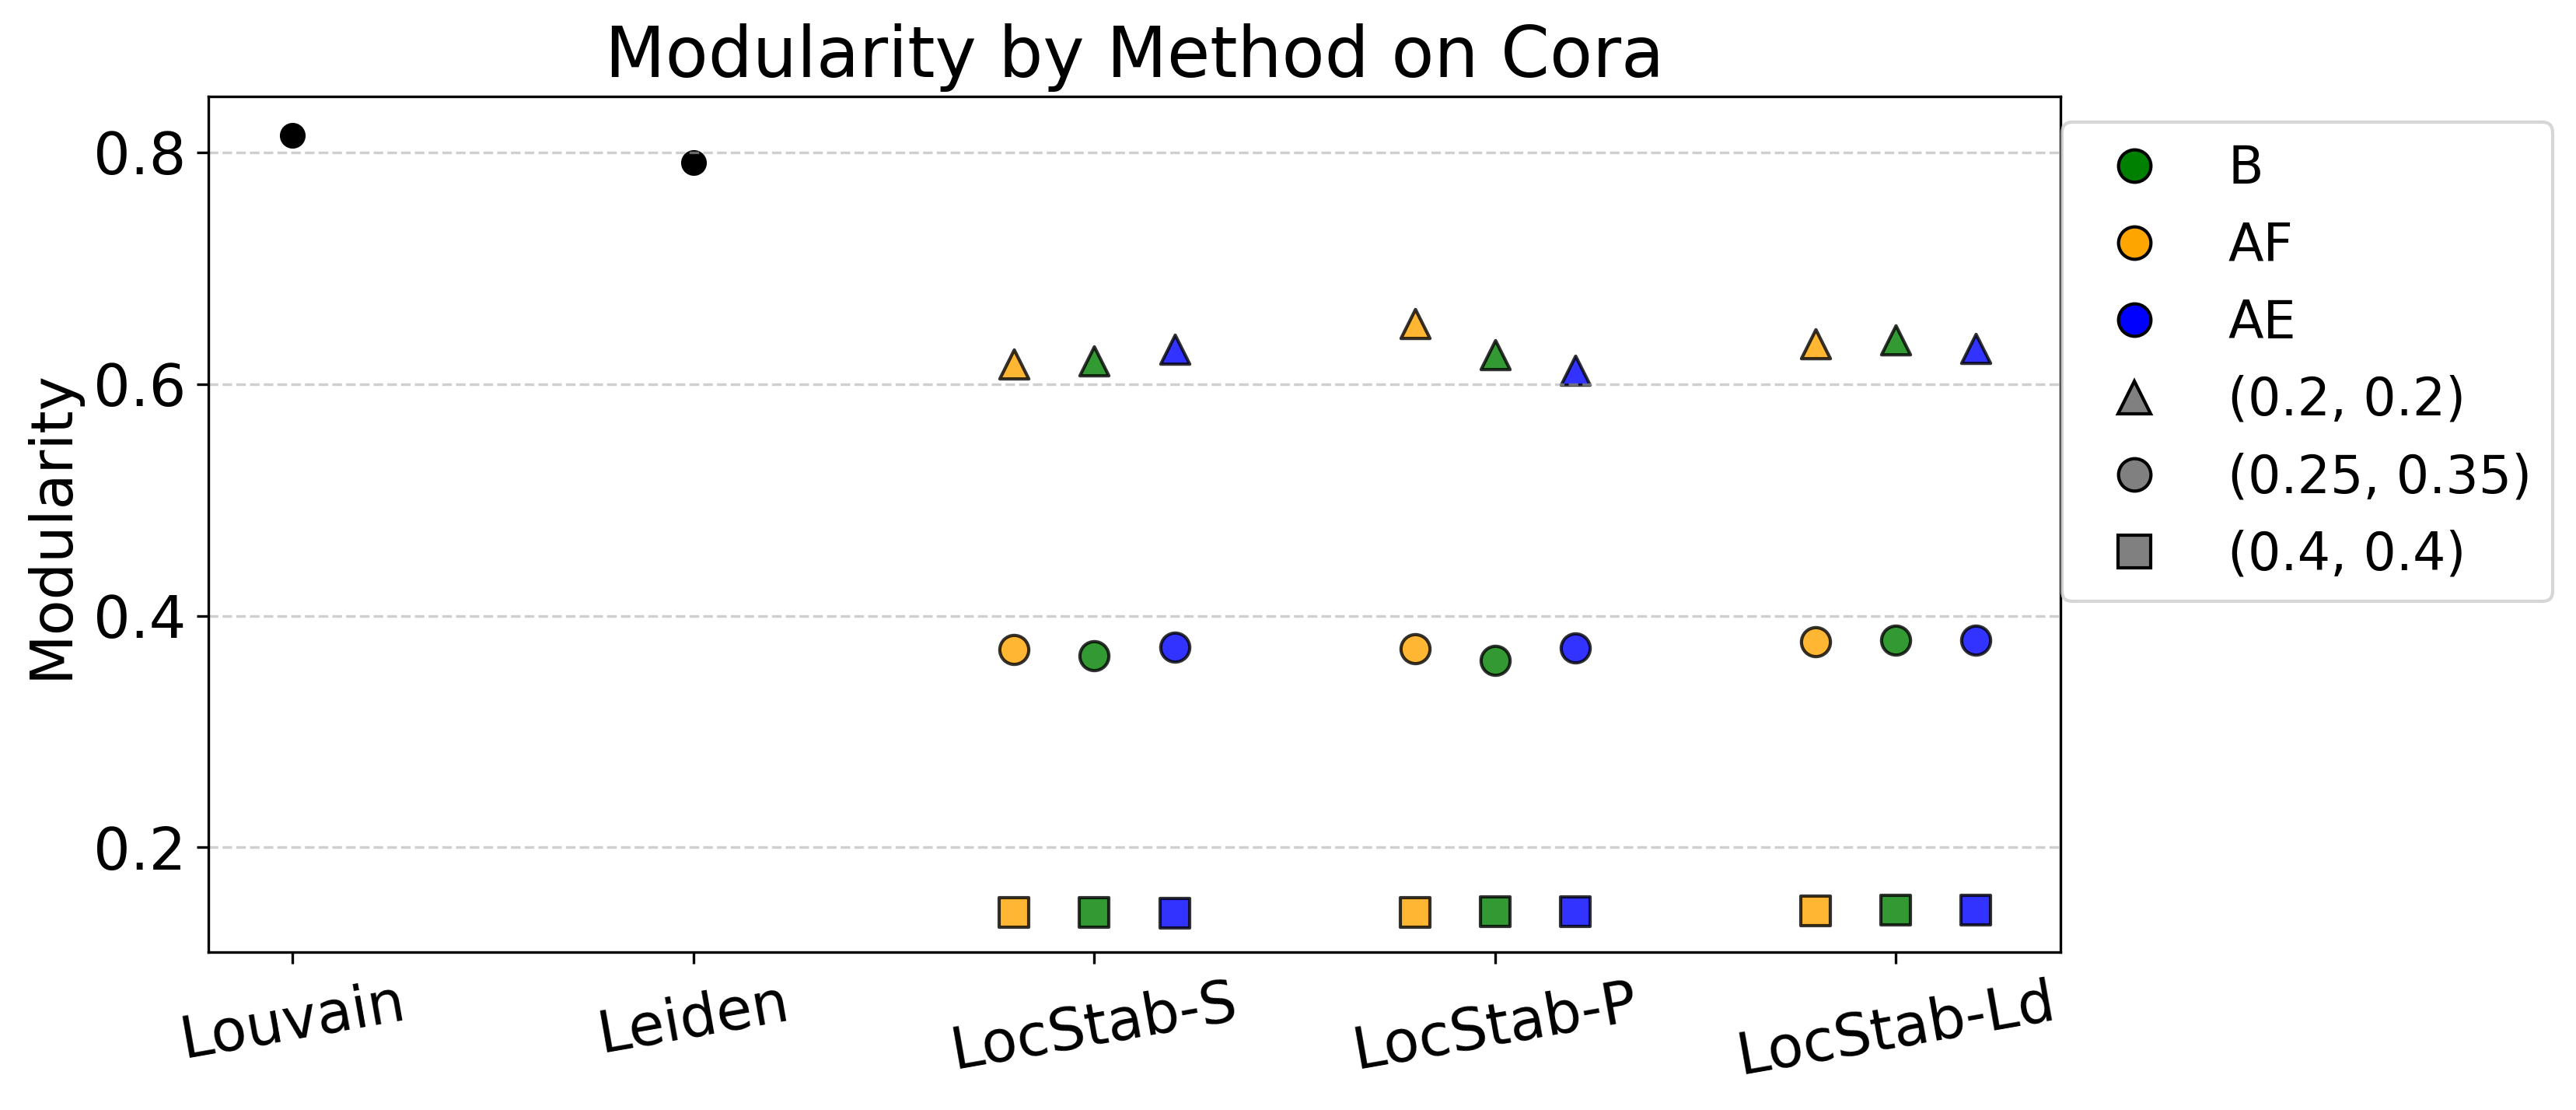 Modularity by Method on Cora
Modularity
0.8
0.6
0.4
0.2
Louvain
Leiden
LocStab-S
LocStab-P
LocStab-Ld
B
AF
AE
(0.2, 0.2)
(0.25, 0.35)
(0.4, 0.4)